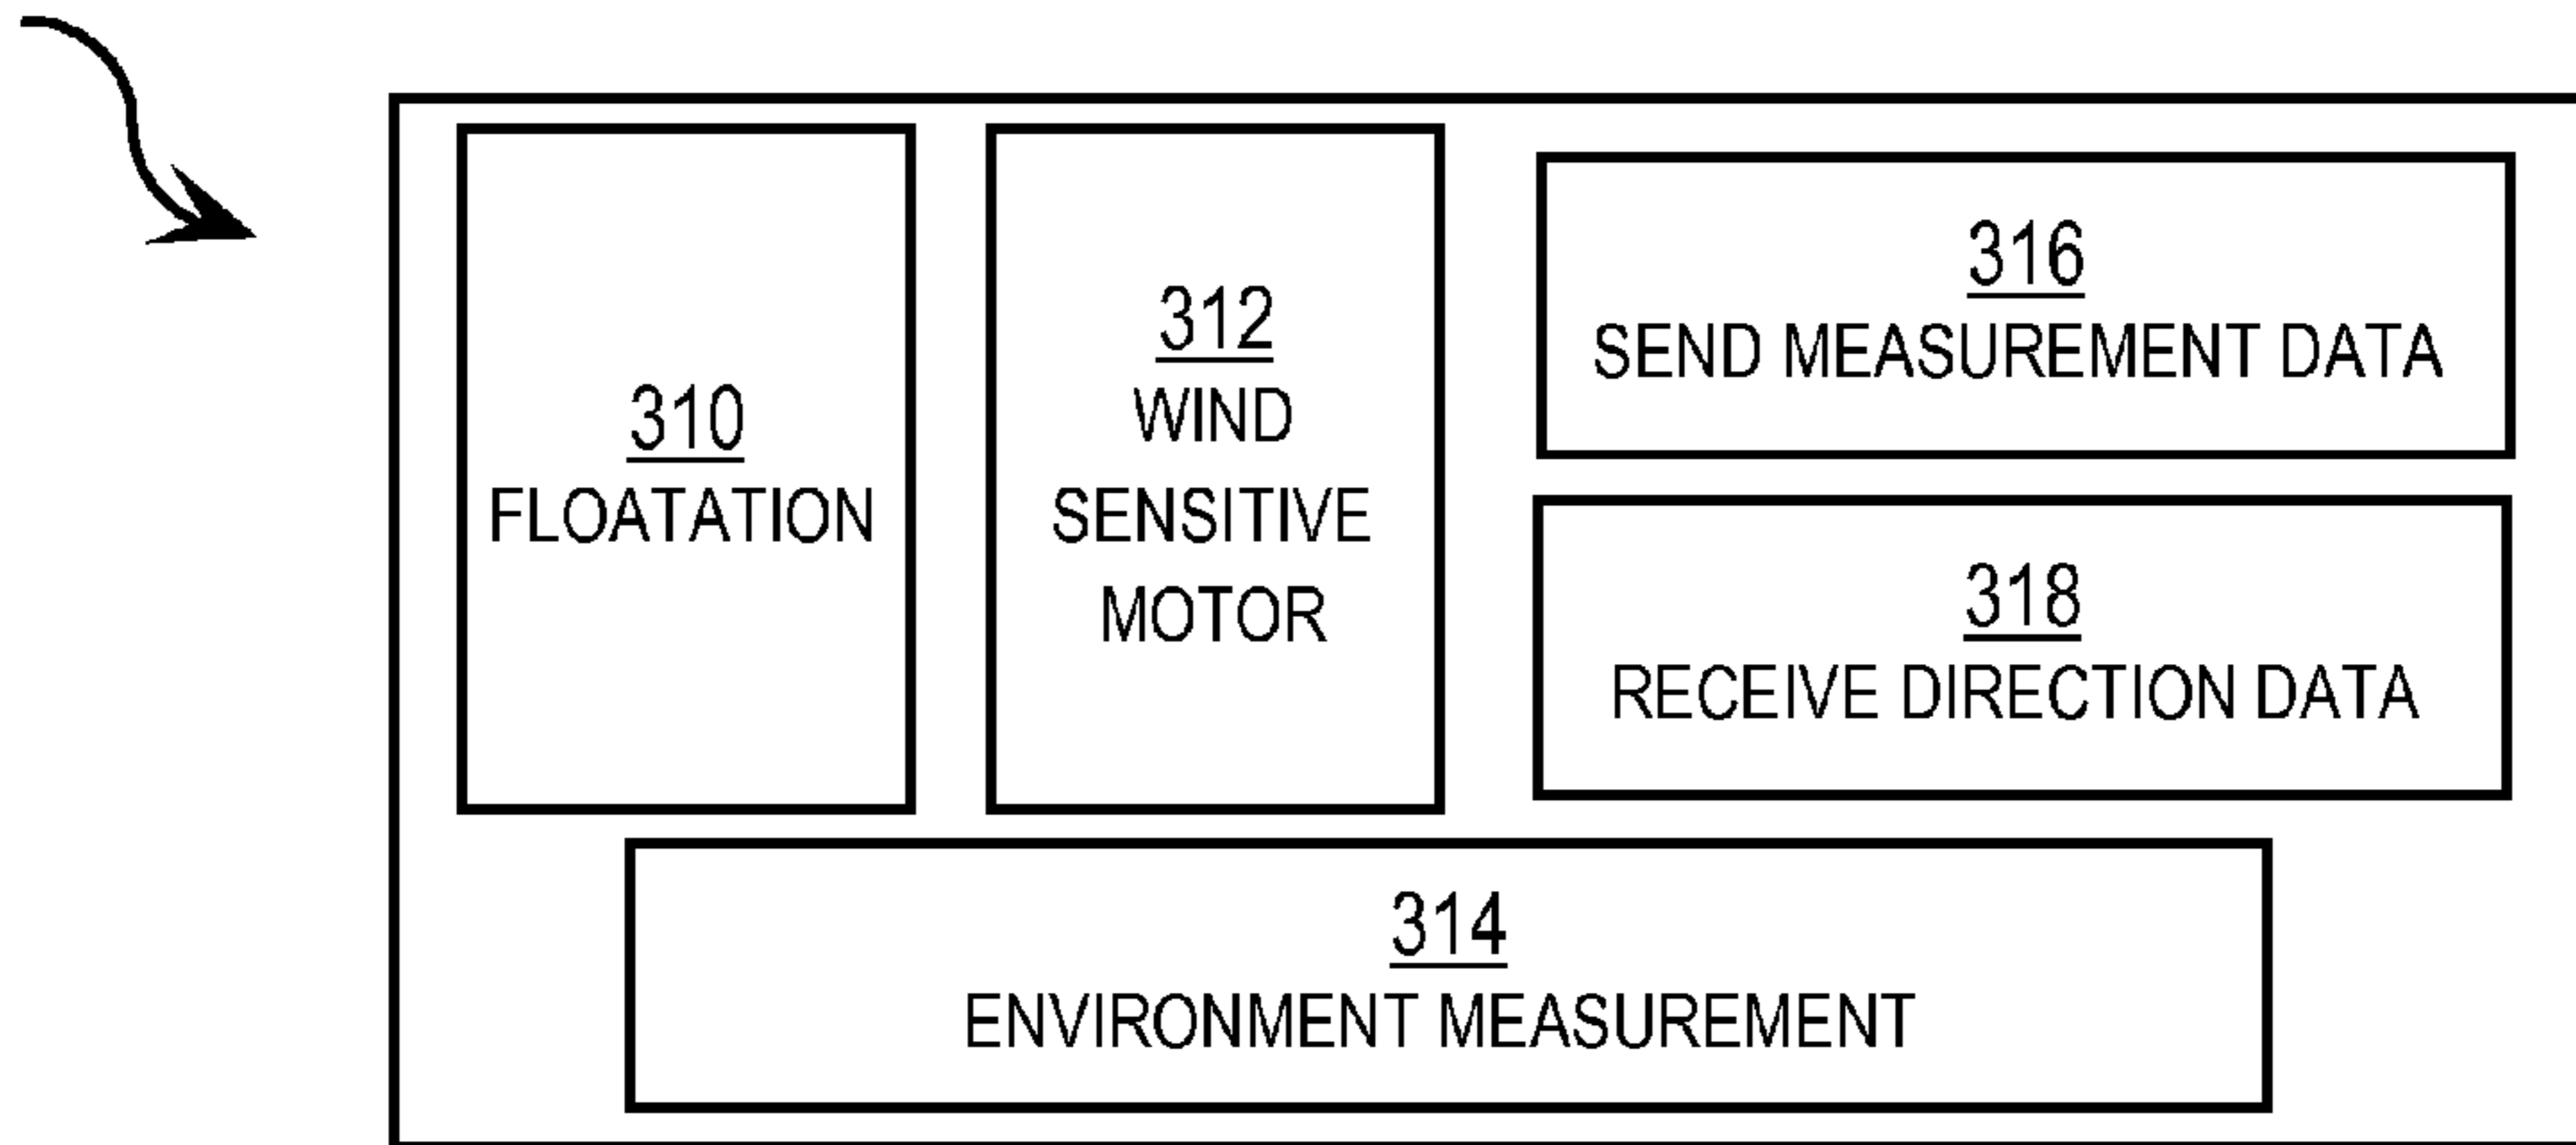 310
FLOATATION
312
WIND
SENSITIVE
MOTOR
316
SEND MEASUREMENT DATA
318
RECEIVE DIRECTION DATA
314
ENVIRONMENT MEASUREMENT